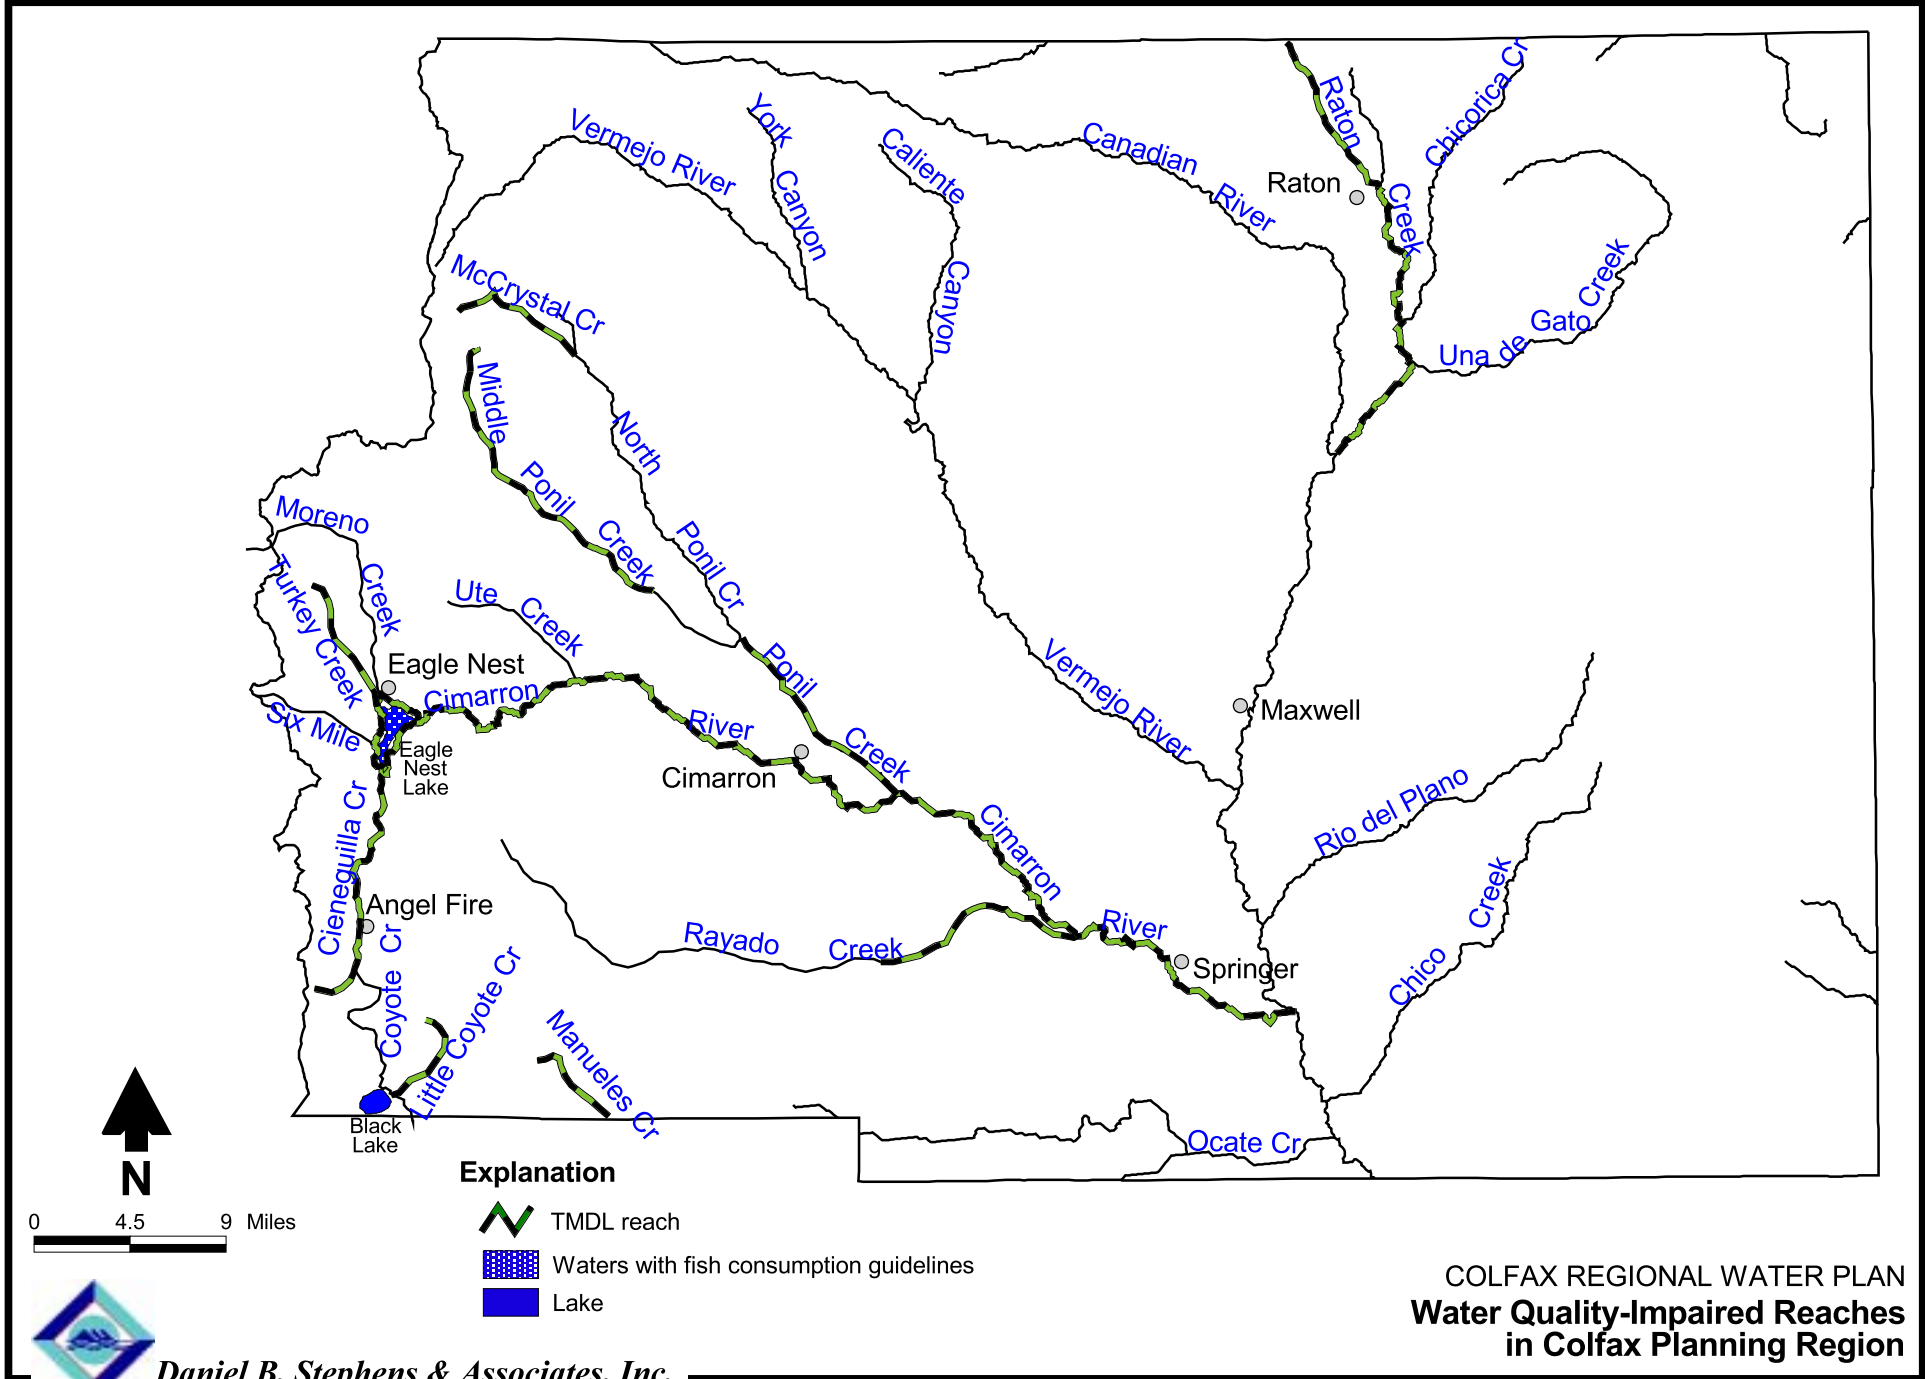 Raton
Creek
Chicorica Cr
York
Canyon
Vermejo River
Caliente
Canyon
Canadian
River
Raton
McCrystal Cr
Una de
Gato
Creek
Middle
Ponil
Creek
North
Ponil Cr
Moreno
Creek
Turkey Creek
Ute
Creek
Eagle Nest
Cimarron
River
Six Mile
Eagle
Nest
Lake
Ponil
Creek
Cimarron
Vermejo River
Maxwell
Rio del Plano
Cieneguilla Cr
Cimarron
River
Chico
Creek
Angel Fire
Rayado
Creek
Springer
Coyote Cr
Little Coyote Cr
Manueles Cr
Black
Lake
Ocate Cr
N
0 4.5 9 Miles
Explanation
TMDL reach
Waters with fish consumption guidelines
Lake
COLFAX REGIONAL WATER PLAN
Water Quality-Impaired Reaches
in Colfax Planning Region
Daniel B. Stephens & Associates, Inc.